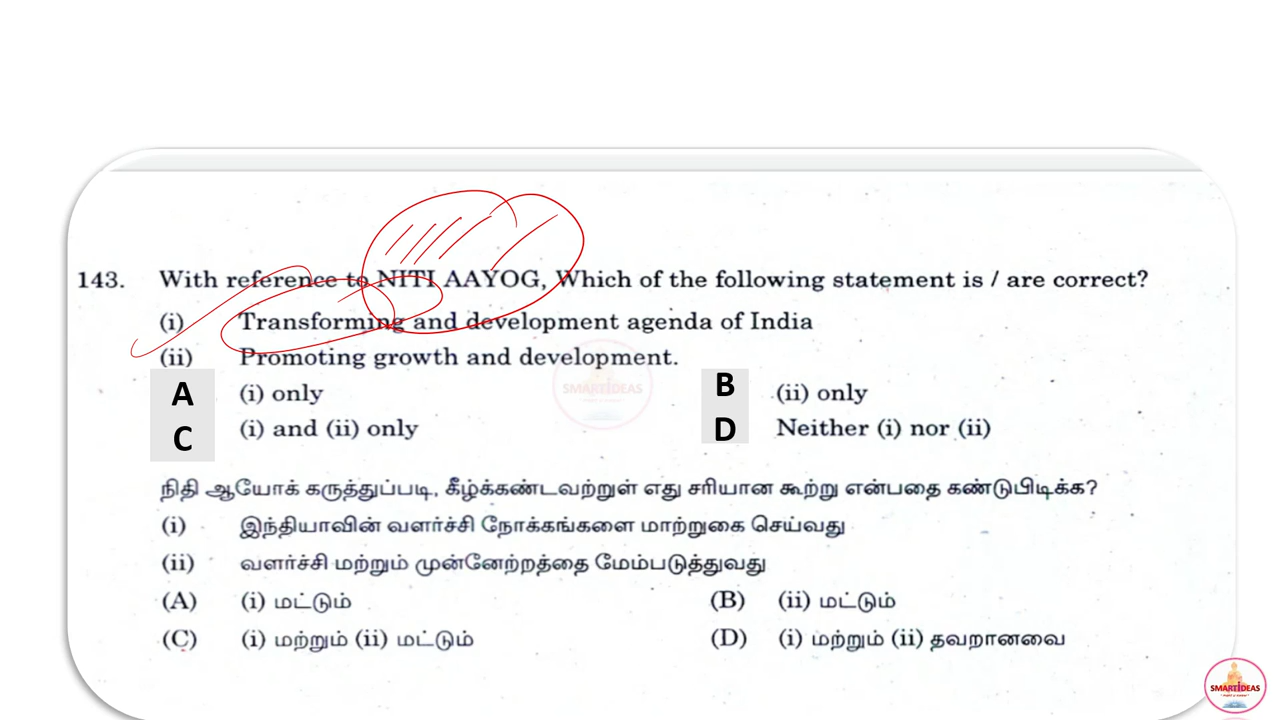 143. With reference to NITI AAYOG, Which of the following statement is / are correct?
(i) Transforming and development agenda of India
(ii) Promoting growth and development.
A (i) only B (ii) only
C (i) and (ii) only D Neither (i) nor (ii)
SMARTIDEAS
நிதி ஆயோக் கருத்துப்படி, கீழ்க்கண்டவற்றுள் எது சரியான கூற்று என்பதை கண்டுபிடிக்க?
(i) இந்தியாவின் வளர்ச்சி நோக்கங்களை மாற்றுகை செய்வது
(ii) வளர்ச்சி மற்றும் முன்னேற்றத்தை மேம்படுத்துவது
(A) (i) மட்டும் (B) (ii) மட்டும்
(C) (i) மற்றும் (ii) மட்டும் (D) (i) மற்றும் (ii) தவறானவை
SMARTIDEAS